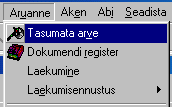 Aruanne Aken Abi Seadista
Tasumata arve
Dokumendi register
Laekumine
Laekumisennustus